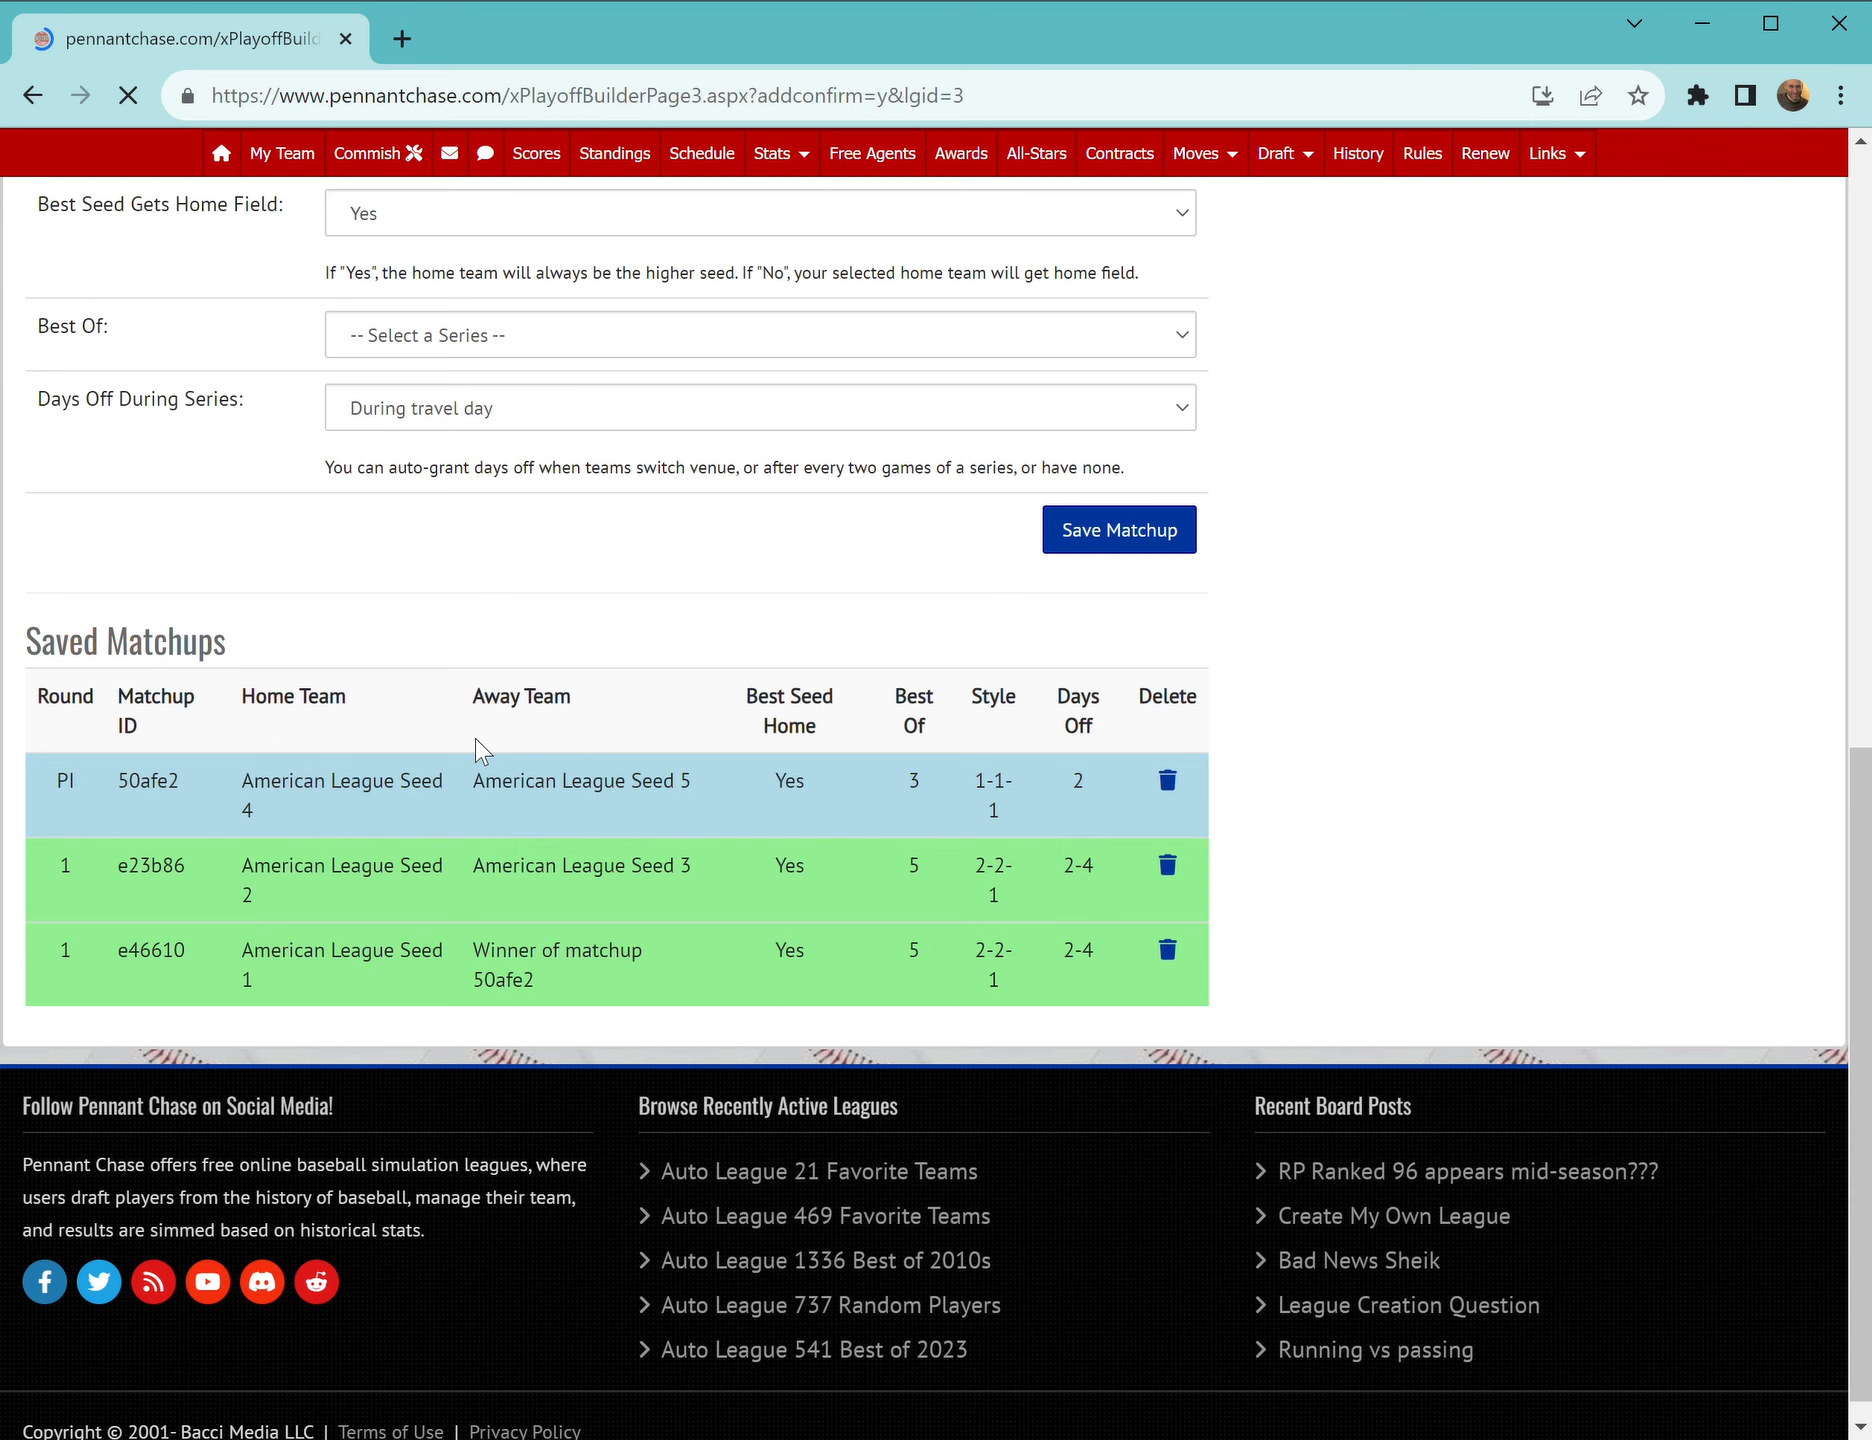 pennantchase.com/xPlayoffBuild
https://www.pennantchase.com/xPlayoffBuilderPage3.aspx?addconfirm=y&lgid=3
My Team Commish Scores Standings Schedule Stats Free Agents Awards All-Stars Contracts Moves Draft History Rules Renew Links
Best Seed Gets Home Field: Yes
If "Yes", the home team will always be the higher seed. If "No", your selected home team will get home field.
Best Of: -- Select a Series --
Days Off During Series: During travel day
You can auto-grant days off when teams switch venue, or after every two games of a series, or have none.
Save Matchup
Saved Matchups
Round Matchup Home Team Away Team Best Seed Best Style Days Delete
ID Home Of Off
PI 50afe2 American League Seed American League Seed 5 Yes 3 1-1- 2
4 1
1 e23b86 American League Seed American League Seed 3 Yes 5 2-2- 2-4
2 1
1 e46610 American League Seed Winner of matchup Yes 5 2-2- 2-4
1 50afe2 1
Follow Pennant Chase on Social Media!
Pennant Chase offers free online baseball simulation leagues, where
users draft players from the history of baseball, manage their team,
and results are simmed based on historical stats.
Browse Recently Active Leagues
Auto League 21 Favorite Teams
Auto League 469 Favorite Teams
Auto League 1336 Best of 2010s
Auto League 737 Random Players
Auto League 541 Best of 2023
Recent Board Posts
RP Ranked 96 appears mid-season???
Create My Own League
Bad News Sheik
League Creation Question
Running vs passing
Copyright © 2001- Bacci Media LLC | Terms of Use | Privacy Policy